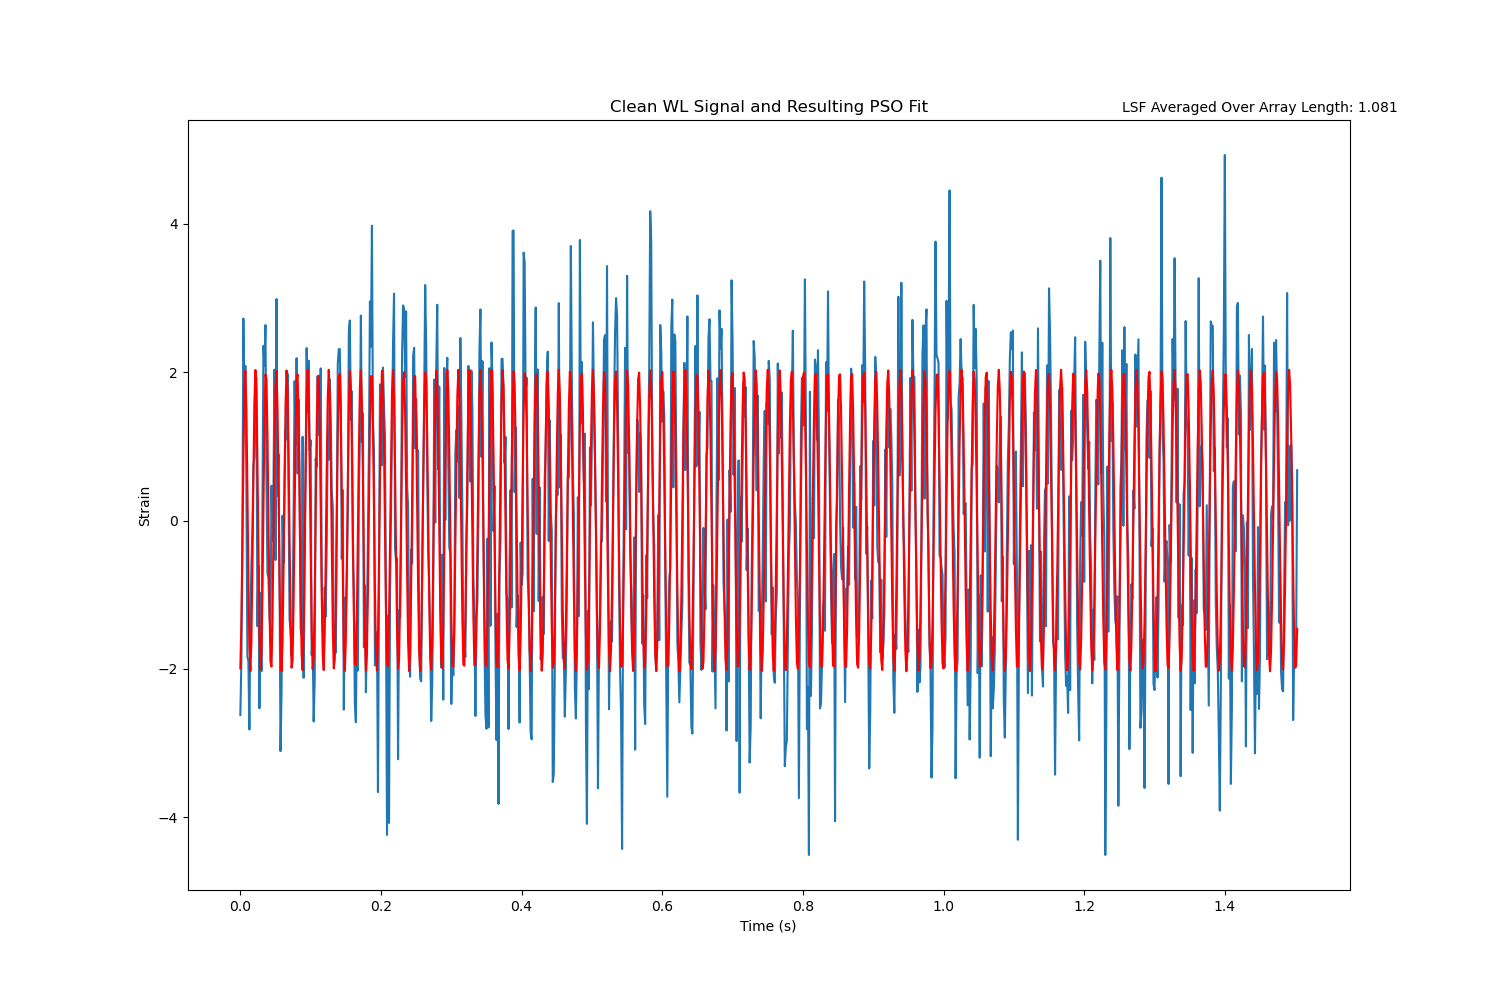 Clean WL Signal and Resulting PSO Fit
LSF Averaged Over Array Length: 1.081
4
2
0
−2
−4
Strain
0.0 0.2 0.4 0.6 0.8 1.0 1.2 1.4
Time (s)